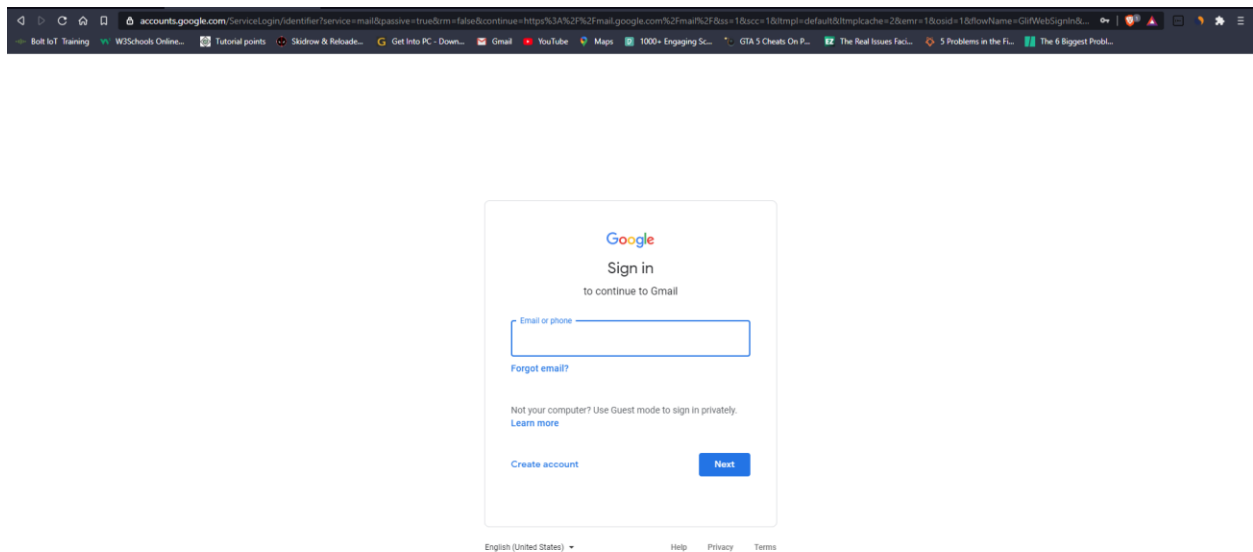 accounts.google.com/ServiceLogin/identifier?service=mail&passive=true&rm=false&continue=https%3A%2F%2Fmail.google.com%2Fmail%2F&ss=1&scc=1&ltmpl=default&ltmplcache=2&emr=1&osid=1&flowName=GlifWebSignIn&...
Bolt IoT Training W3Schools Online... Tutorial points Skidrow & Reloade... Get Into PC - Down... Gmail YouTube Maps 1000+ Engaging Sc... GTA 5 Cheats On P... The Real Issues Faci... 5 Problems in the Fi... The 6 Biggest Probl...
Google
Sign in
to continue to Gmail
Email or phone
Forgot email?
Not your computer? Use Guest mode to sign in privately.
Learn more
Create account Next
English (United States) Help Privacy Terms